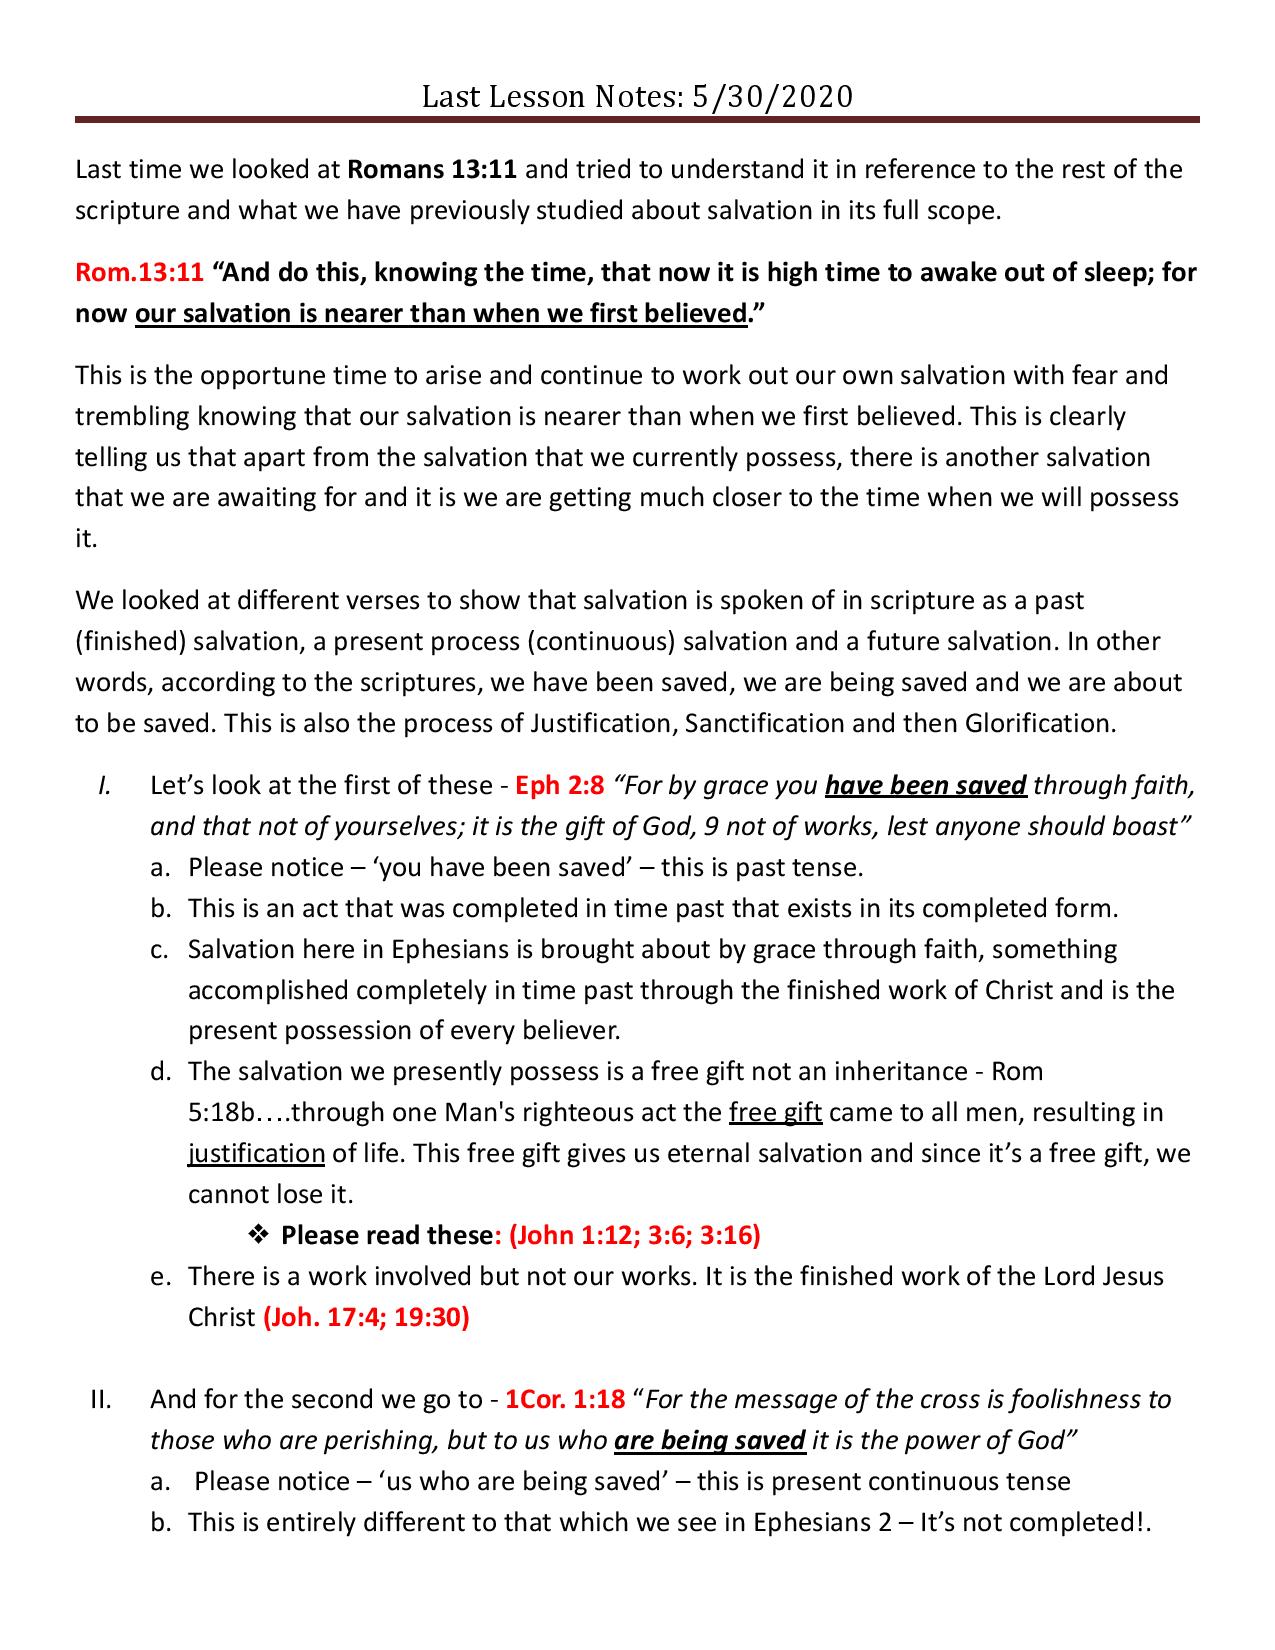 Last Lesson Notes: 5/30/2020
Last time we looked at Romans 13:11 and tried to understand it in reference to the rest of the
scripture and what we have previously studied about salvation in its full scope.
Rom.13:11 “And do this, knowing the time, that now it is high time to awake out of sleep; for
now our salvation is nearer than when we first believed.”
This is the opportune time to arise and continue to work out our own salvation with fear and
trembling knowing that our salvation is nearer than when we first believed. This is clearly
telling us that apart from the salvation that we currently possess, there is another salvation
that we are awaiting for and it is we are getting much closer to the time when we will possess
it.
We looked at different verses to show that salvation is spoken of in scripture as a past
(finished) salvation, a present process (continuous) salvation and a future salvation. In other
words, according to the scriptures, we have been saved, we are being saved and we are about
to be saved. This is also the process of Justification, Sanctification and then Glorification.
I. Let’s look at the first of these - Eph 2:8 “For by grace you have been saved through faith,
and that not of yourselves; it is the gift of God, 9 not of works, lest anyone should boast”
a. Please notice – ‘you have been saved’ – this is past tense.
b. This is an act that was completed in time past that exists in its completed form.
c. Salvation here in Ephesians is brought about by grace through faith, something
accomplished completely in time past through the finished work of Christ and is the
present possession of every believer.
d. The salvation we presently possess is a free gift not an inheritance - Rom
5:18b….through one Man's righteous act the free gift came to all men, resulting in
justification of life. This free gift gives us eternal salvation and since it’s a free gift, we
cannot lose it.
❖ Please read these: (John 1:12; 3:6; 3:16)
e. There is a work involved but not our works. It is the finished work of the Lord Jesus
Christ (Joh. 17:4; 19:30)
II. And for the second we go to - 1Cor. 1:18 “For the message of the cross is foolishness to
those who are perishing, but to us who are being saved it is the power of God”
a. Please notice – ‘us who are being saved’ – this is present continuous tense
b. This is entirely different to that which we see in Ephesians 2 – It’s not completed!.